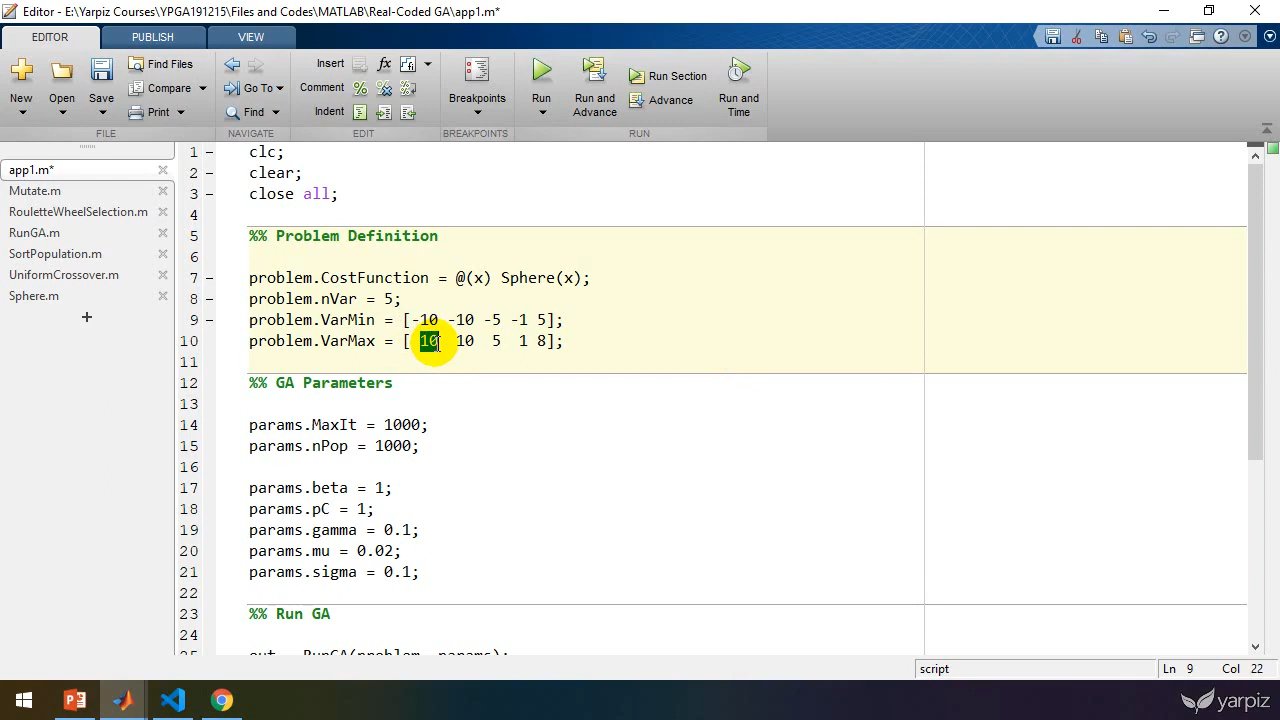 Editor - E:\Yarpiz Courses\YPGA191215\Files and Codes\MATLAB\Real-Coded GA\app1.m*
EDITOR PUBLISH VIEW
New Open Save Find Files Compare Print
Go To Find
Insert fx
Comment %
Indent
Breakpoints
Run Run and Advance Run Section Advance Run and Time
FILE NAVIGATE EDIT BREAKPOINTS RUN
app1.m*
Mutate.m
RouletteWheelSelection.m
RunGA.m
SortPopulation.m
UniformCrossover.m
Sphere.m
1 clc;
2 clear;
3 close all;
4
5 %% Problem Definition
6
7 problem.CostFunction = @(x) Sphere(x);
8 problem.nVar = 5;
9 problem.VarMin = [-10 -10 -5 -1 5];
10 problem.VarMax = [ 10 10 5 1 8];
11
12 %% GA Parameters
13
14 params.MaxIt = 1000;
15 params.nPop = 1000;
16
17 params.beta = 1;
18 params.pC = 1;
19 params.gamma = 0.1;
20 params.mu = 0.02;
21 params.sigma = 0.1;
22
23 %% Run GA
24
25 out = RunGA(problem, params);
script Ln 9 Col 22
yarpiz